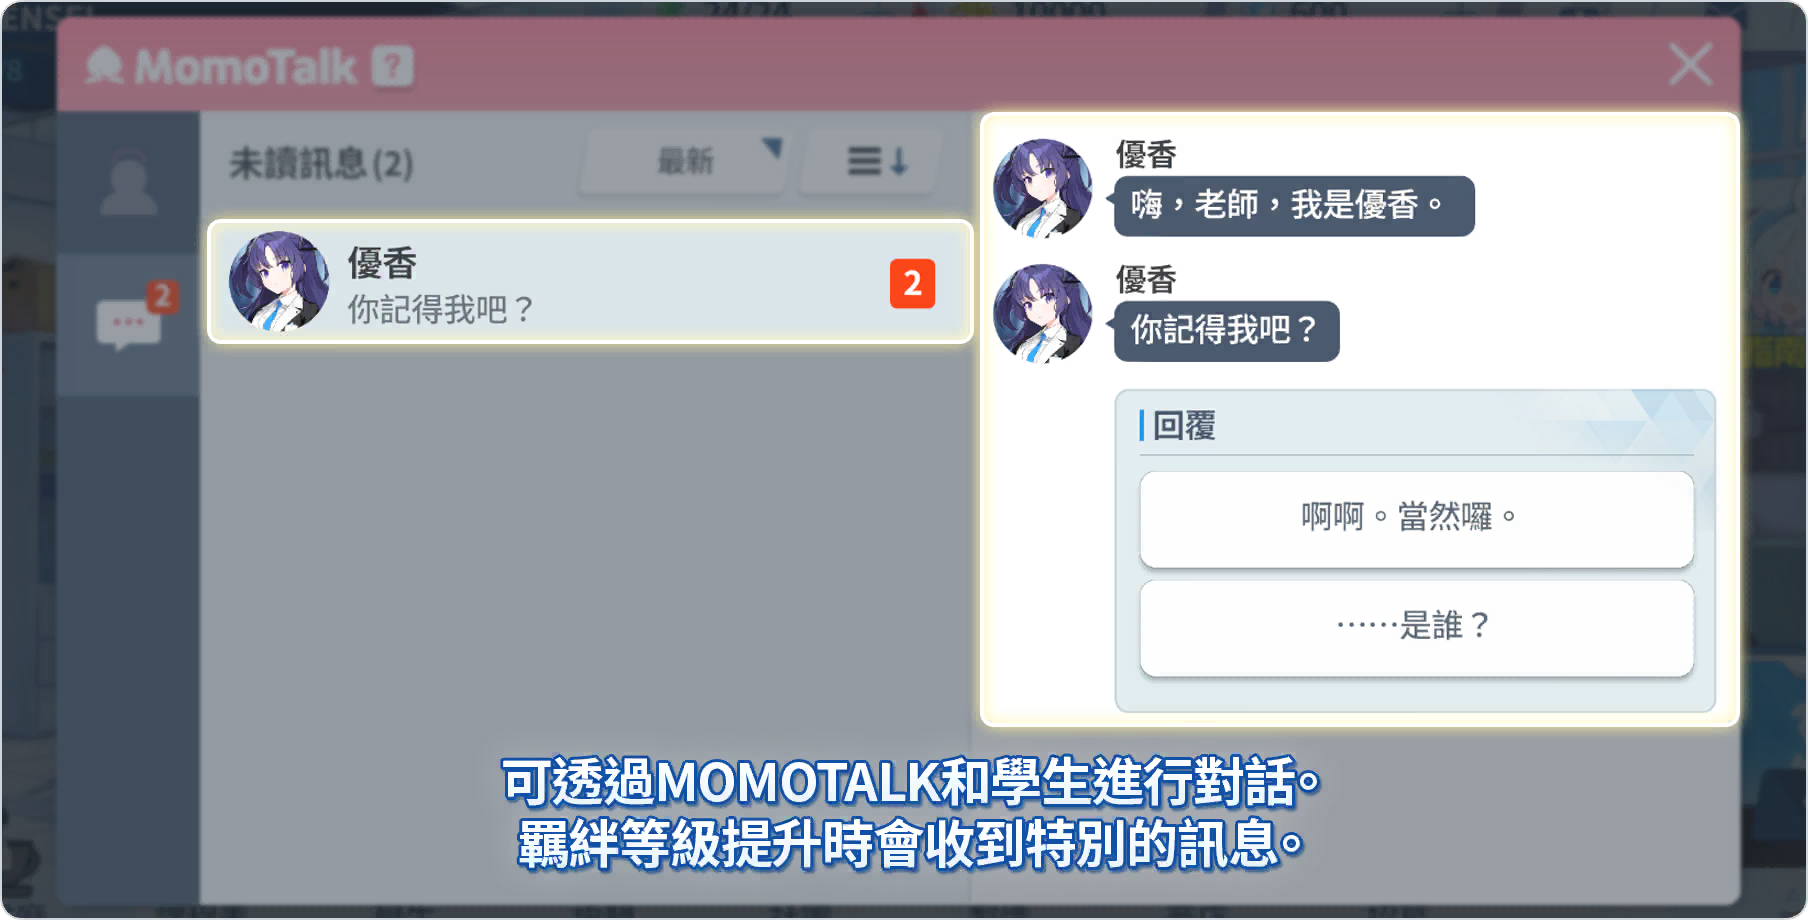 MomoTalk ?
未讀訊息(2)
最新
2
優香
你記得我吧？
2
優香
嗨，老師，我是優香。
優香
你記得我吧？
回覆
啊啊。當然囉。
……是誰？
可透過MOMOTALK和學生進行對話。
羈絆等級提升時會收到特別的訊息。